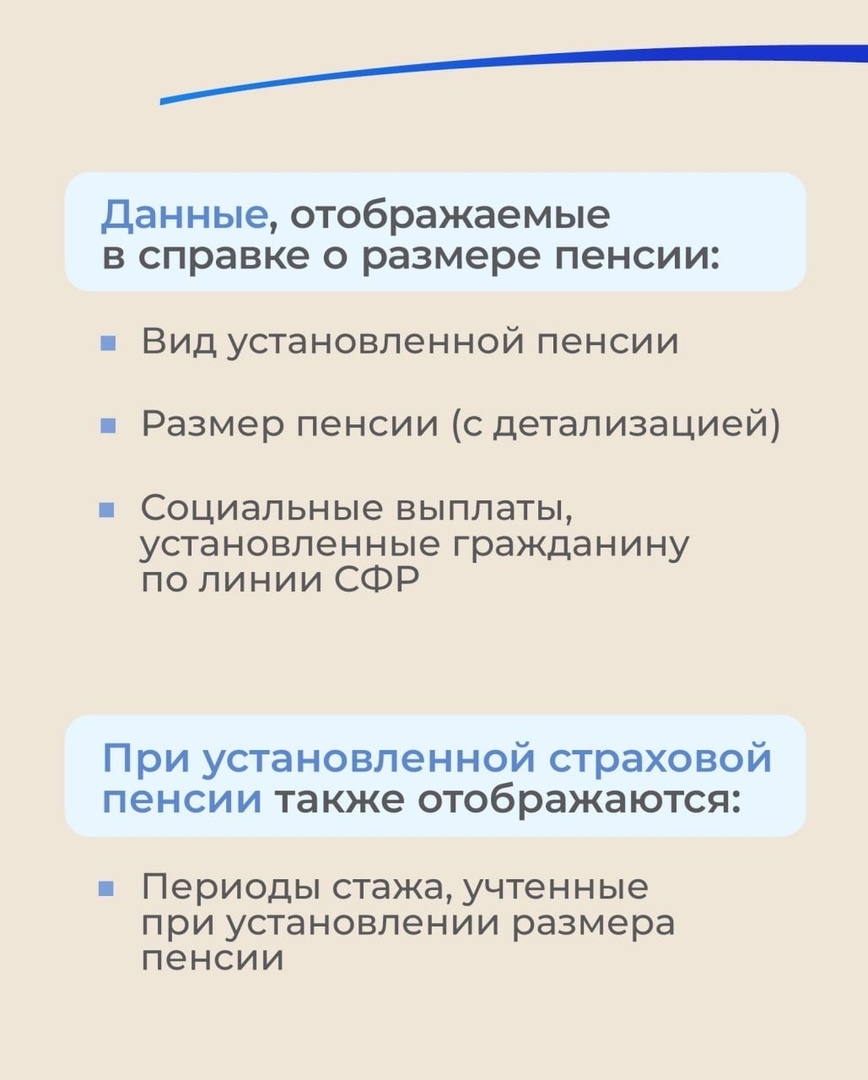 Данные, отображаемые
в справке о размере пенсии:
Вид установленной пенсии
Размер пенсии (с детализацией)
Социальные выплаты,
установленные гражданину
по линии СФР
При установленной страховой
пенсии также отображаются:
Периоды стажа, учтенные
при установлении размера
пенсии